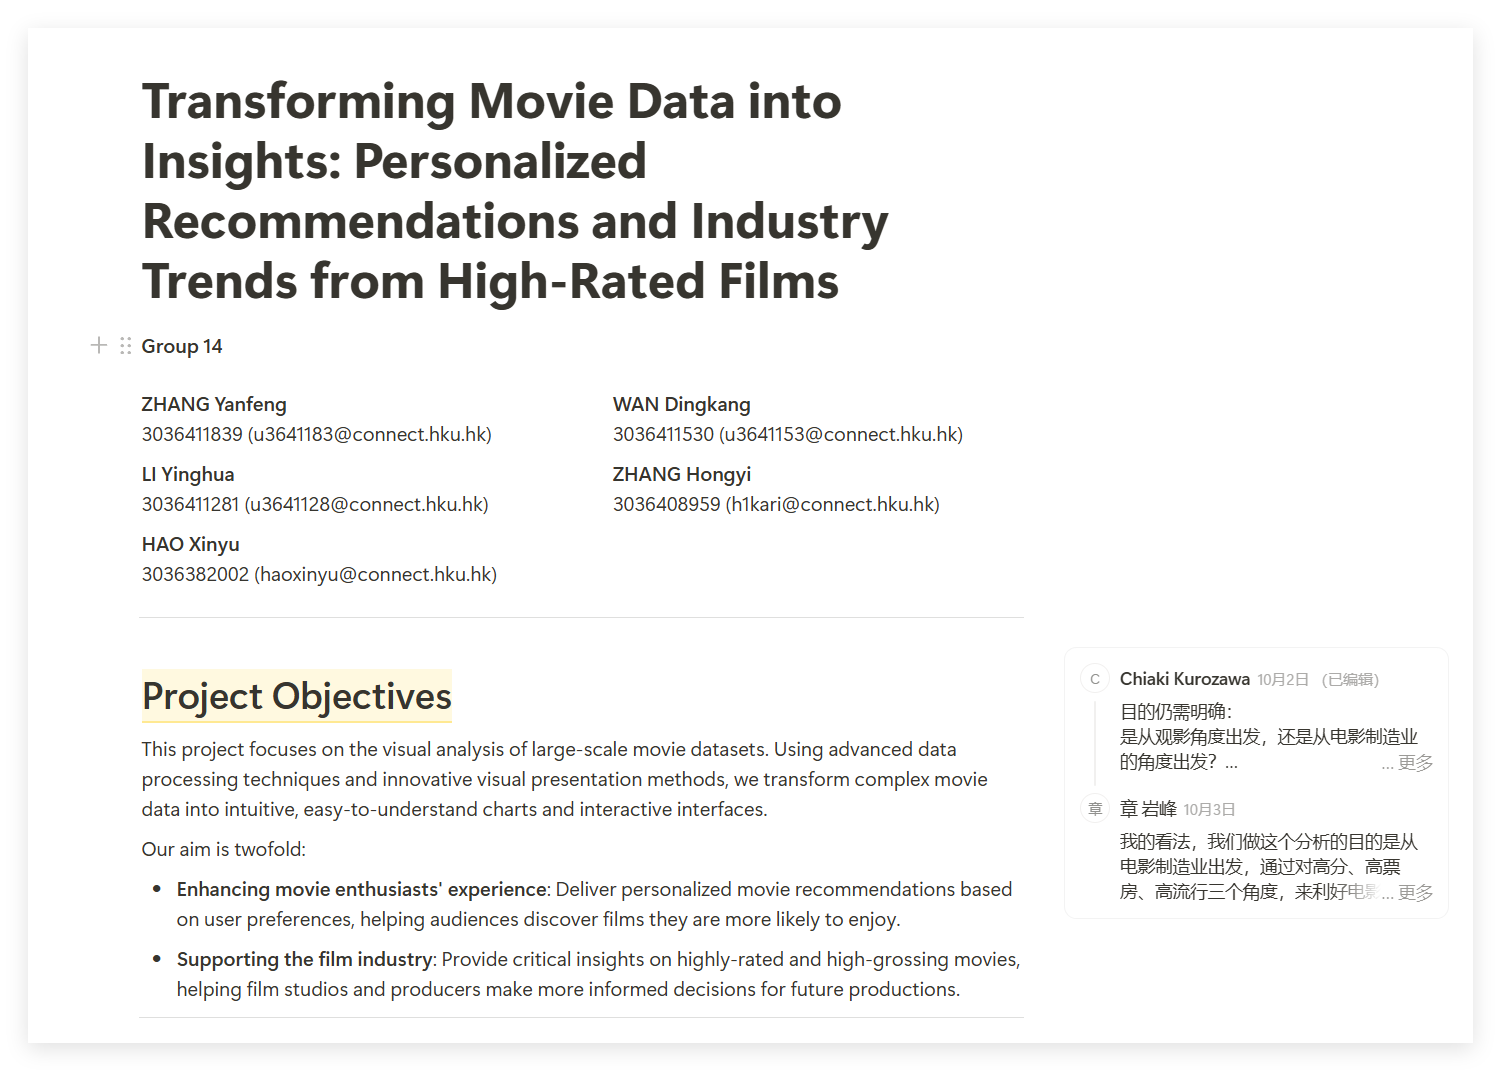 Transforming Movie Data into
Insights: Personalized
Recommendations and Industry
Trends from High-Rated Films
Group 14
ZHANG Yanfeng
3036411839 (u3641183@connect.hku.hk)
WAN Dingkang
3036411530 (u3641153@connect.hku.hk)
LI Yinghua
3036411281 (u3641128@connect.hku.hk)
ZHANG Hongyi
3036408959 (h1kari@connect.hku.hk)
HAO Xinyu
3036382002 (haoxinyu@connect.hku.hk)
Project Objectives
This project focuses on the visual analysis of large-scale movie datasets. Using advanced data
processing techniques and innovative visual presentation methods, we transform complex movie
data into intuitive, easy-to-understand charts and interactive interfaces.
Our aim is twofold:
• Enhancing movie enthusiasts' experience: Deliver personalized movie recommendations based
on user preferences, helping audiences discover films they are more likely to enjoy.
• Supporting the film industry: Provide critical insights on highly-rated and high-grossing movies,
helping film studios and producers make more informed decisions for future productions.
C Chiaki Kurozawa 10月2日 (已编辑)
目的仍需明确：
是从观影角度出发，还是从电影制造业
的角度出发？... ... 更多
章 章 岩峰 10月3日
我的看法，我们做这个分析的目的是从
电影制造业出发，通过对高分、高票
房、高流行三个角度，来利好电影... 更多